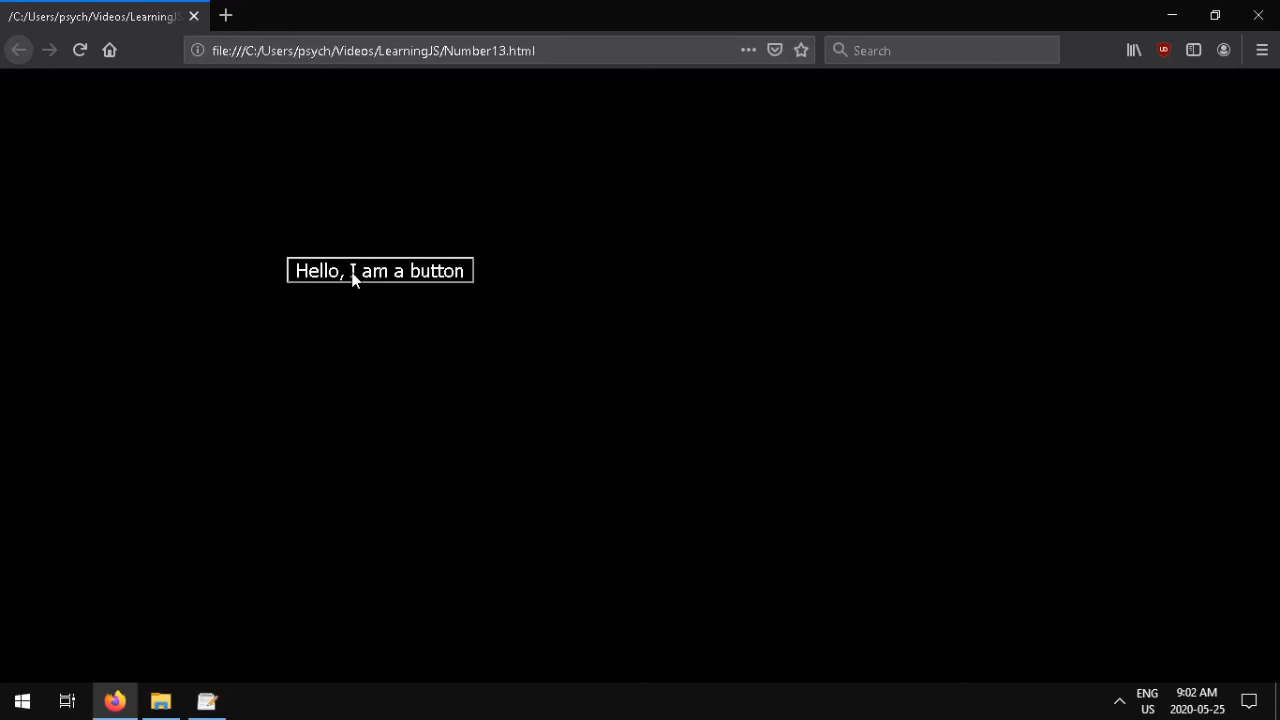 /C:/Users/psych/Videos/LearningJS
file:///C:/Users/psych/Videos/LearningJS/Number13.html
Search
Hello, I am a button
ENG
US
9:02 AM
2020-05-25